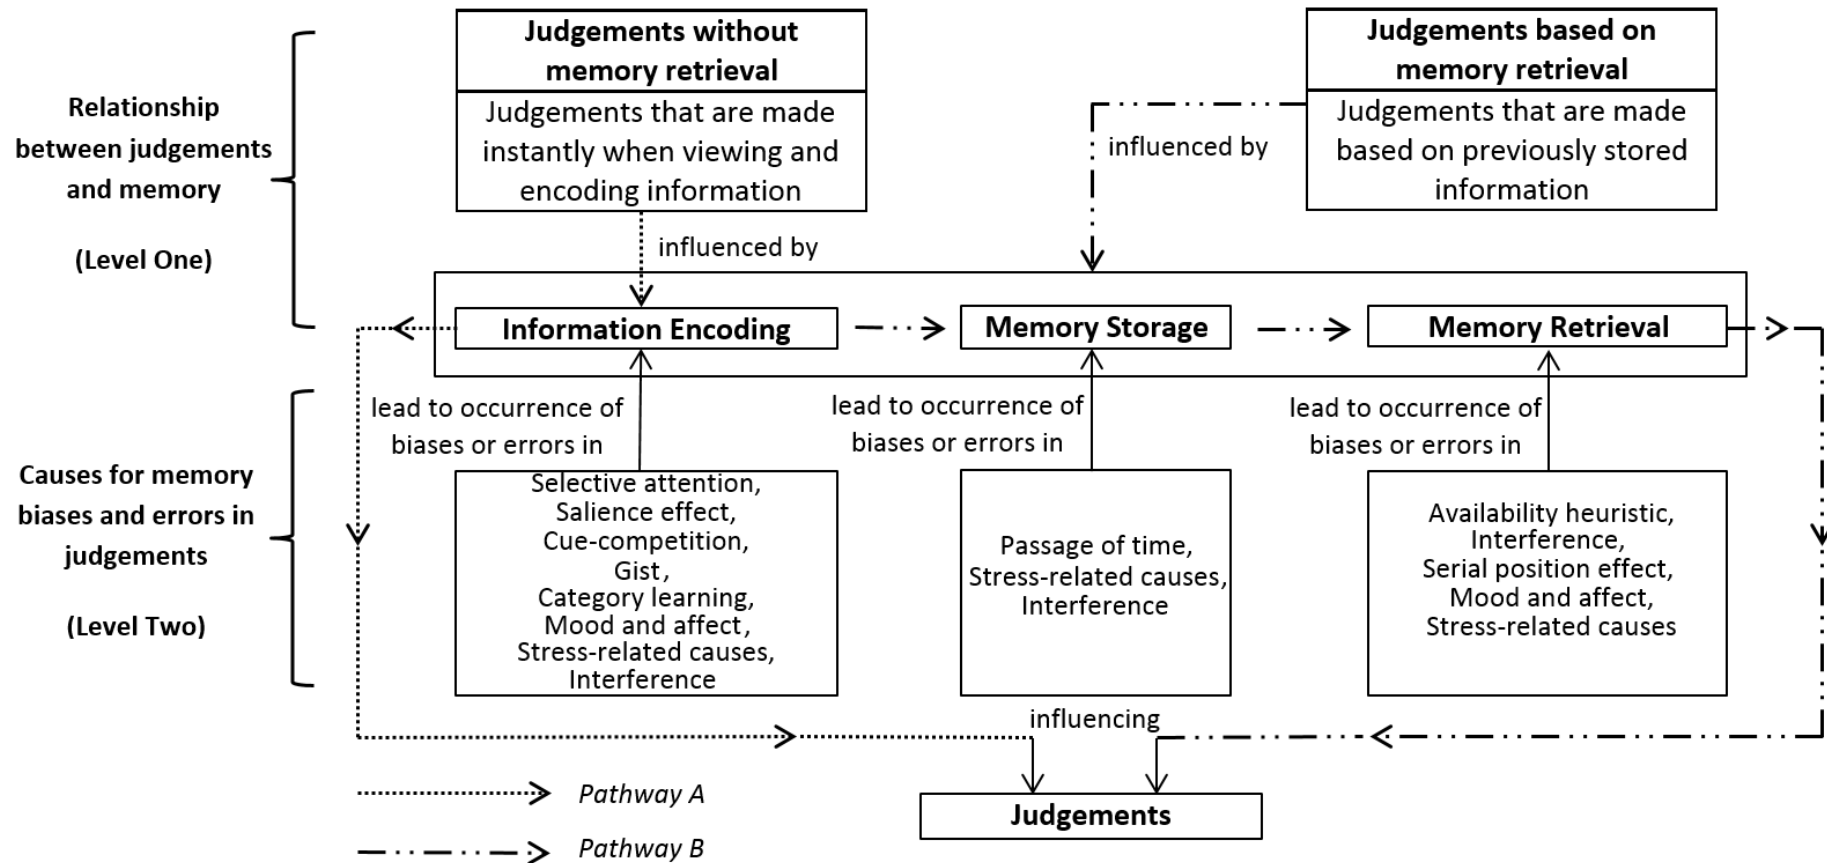 Judgements without
memory retrieval
Judgements that are made
instantly when viewing and
encoding information
Judgements based on
memory retrieval
Judgements that are made
based on previously stored
information
Relationship
between judgements
and memory
(Level One)
influenced by
influenced by
Information Encoding
Memory Storage
Memory Retrieval
lead to occurrence of
biases or errors in
lead to occurrence of
biases or errors in
lead to occurrence of
biases or errors in
Causes for memory
biases and errors in
judgements
(Level Two)
Selective attention,
Salience effect,
Cue-competition,
Gist,
Category learning,
Mood and affect,
Stress-related causes,
Interference
Passage of time,
Stress-related causes,
Interference
Availability heuristic,
Interference,
Serial position effect,
Mood and affect,
Stress-related causes
influencing
Judgements
Pathway A
Pathway B